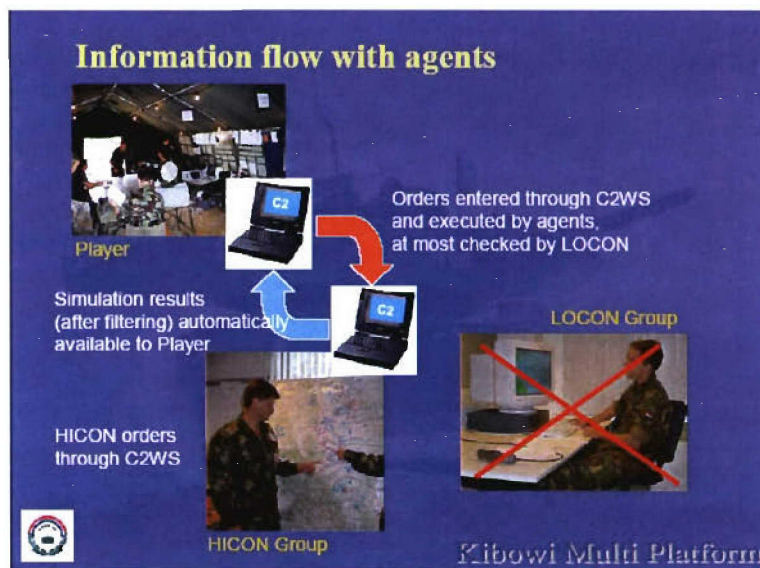 Information flow with agents
C2
Player
Orders entered through C2WS
and executed by agents,
at most checked by LOCON
Simulation results
(after filtering) automatically
available to Player
C2
LOCON Group
HICON orders
through C2WS
HICON Group
Kibowi Multi Platform